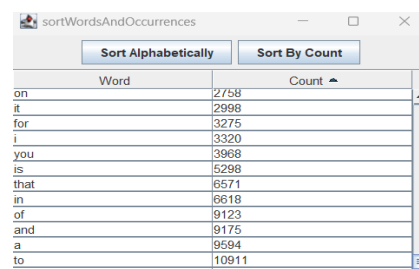 sortWordsAndOccurrences
Sort Alphabetically Sort By Count
Word Count
on 2758
it 2998
for 3275
i 3320
you 3968
is 5298
that 6571
in 6618
of 9123
and 9175
a 9594
to 10911